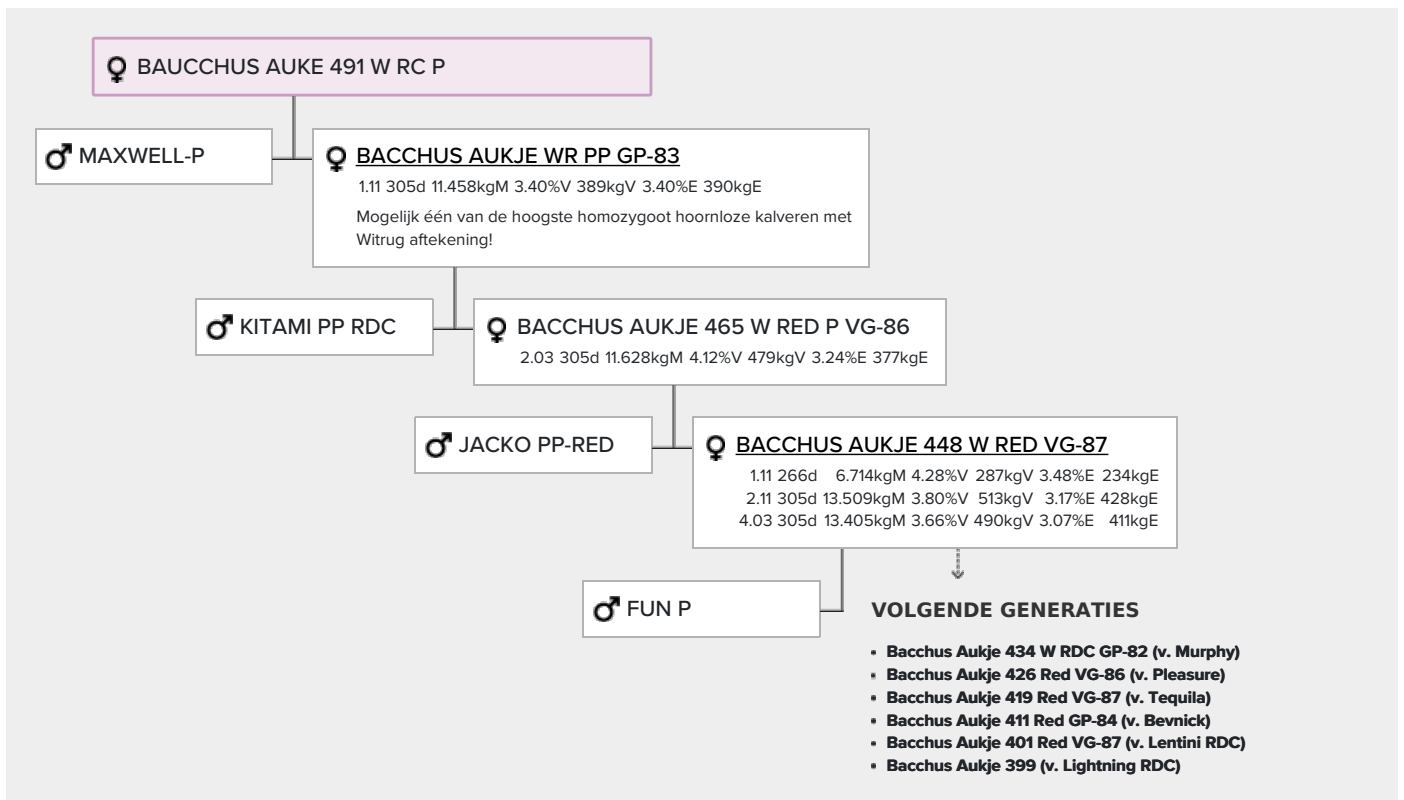 ♀ BAUCCHUS AUKE 491 W RC P
♂ MAXWELL-P
♀ BACCHUS AUKJE WR PP GP-83
1.11 305d 11.458kgM 3.40%V 389kgV 3.40%E 390kgE
Mogelijk één van de hoogste homozygoot hoornloze kalveren met
Witrug aftekening!
♂ KITAMI PP RDC
♀ BACCHUS AUKJE 465 W RED P VG-86
2.03 305d 11.628kgM 4.12%V 479kgV 3.24%E 377kgE
♂ JACKO PP-RED
♀ BACCHUS AUKJE 448 W RED VG-87
1.11 266d 6.714kgM 4.28%V 287kgV 3.48%E 234kgE
2.11 305d 13.509kgM 3.80%V 513kgV 3.17%E 428kgE
4.03 305d 13.405kgM 3.66%V 490kgV 3.07%E 411kgE
♂ FUN P
VOLGENDE GENERATIES
• Bacchus Aukje 434 W RDC GP-82 (v. Murphy)
• Bacchus Aukje 426 Red VG-86 (v. Pleasure)
• Bacchus Aukje 419 Red VG-87 (v. Tequila)
• Bacchus Aukje 411 Red GP-84 (v. Bevnick)
• Bacchus Aukje 401 Red VG-87 (v. Lentini RDC)
• Bacchus Aukje 399 (v. Lightning RDC)